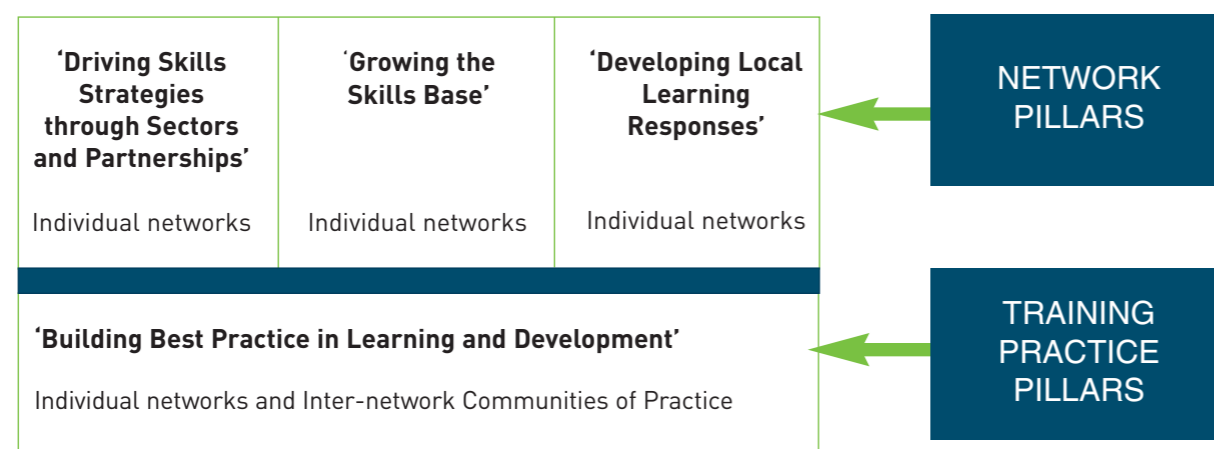 ‘Driving Skills
Strategies
through Sectors
and Partnerships’
Individual networks
‘Growing the
Skills Base’
Individual networks
‘Developing Local
Learning
Responses’
Individual networks
NETWORK
PILLARS
‘Building Best Practice in Learning and Development’
Individual networks and Inter-network Communities of Practice
TRAINING
PRACTICE
PILLARS